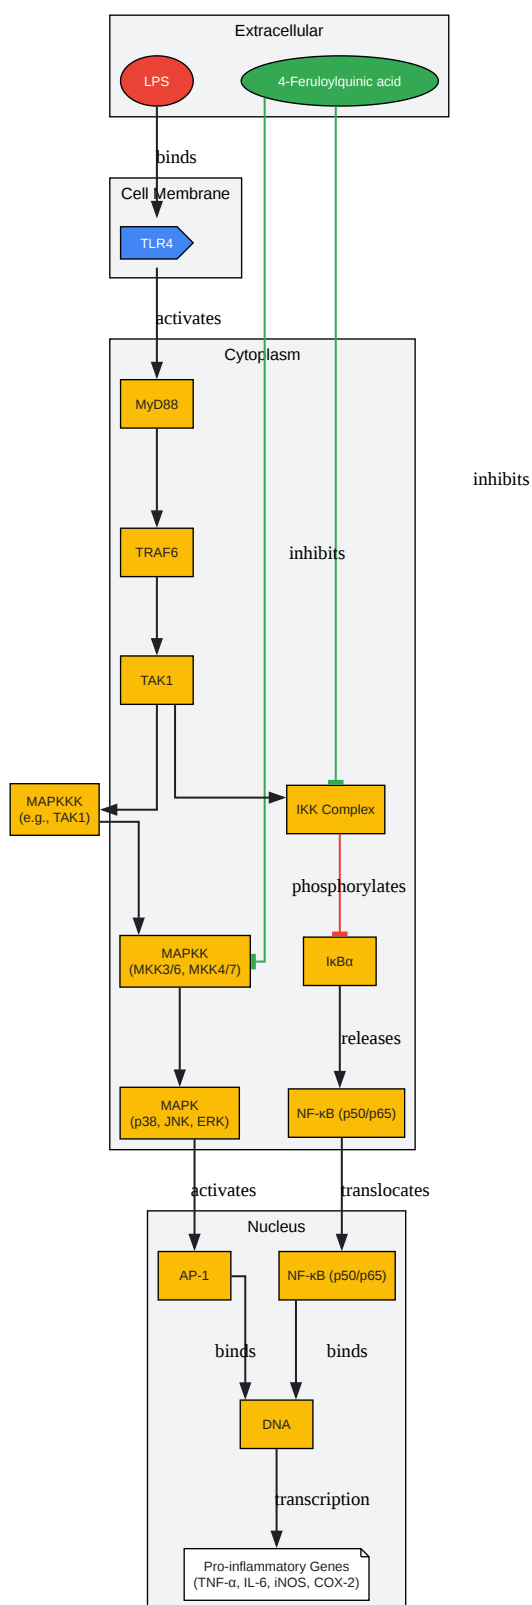 Extracellular
LPS
4-Feruloylquinic acid
binds
Cell Membrane
TLR4
activates
Cytoplasm
MyD88
inhibits
TRAF6
inhibits
TAK1
MAPKKK
(e.g., TAK1)
IKK Complex
phosphorylates
MAPKK
(MKK3/6, MKK4/7)
IκBα
releases
MAPK
(p38, JNK, ERK)
NF-κB (p50/p65)
activates
translocates
Nucleus
AP-1
NF-κB (p50/p65)
binds
binds
DNA
transcription
Pro-inflammatory Genes
(TNF-α, IL-6, iNOS, COX-2)